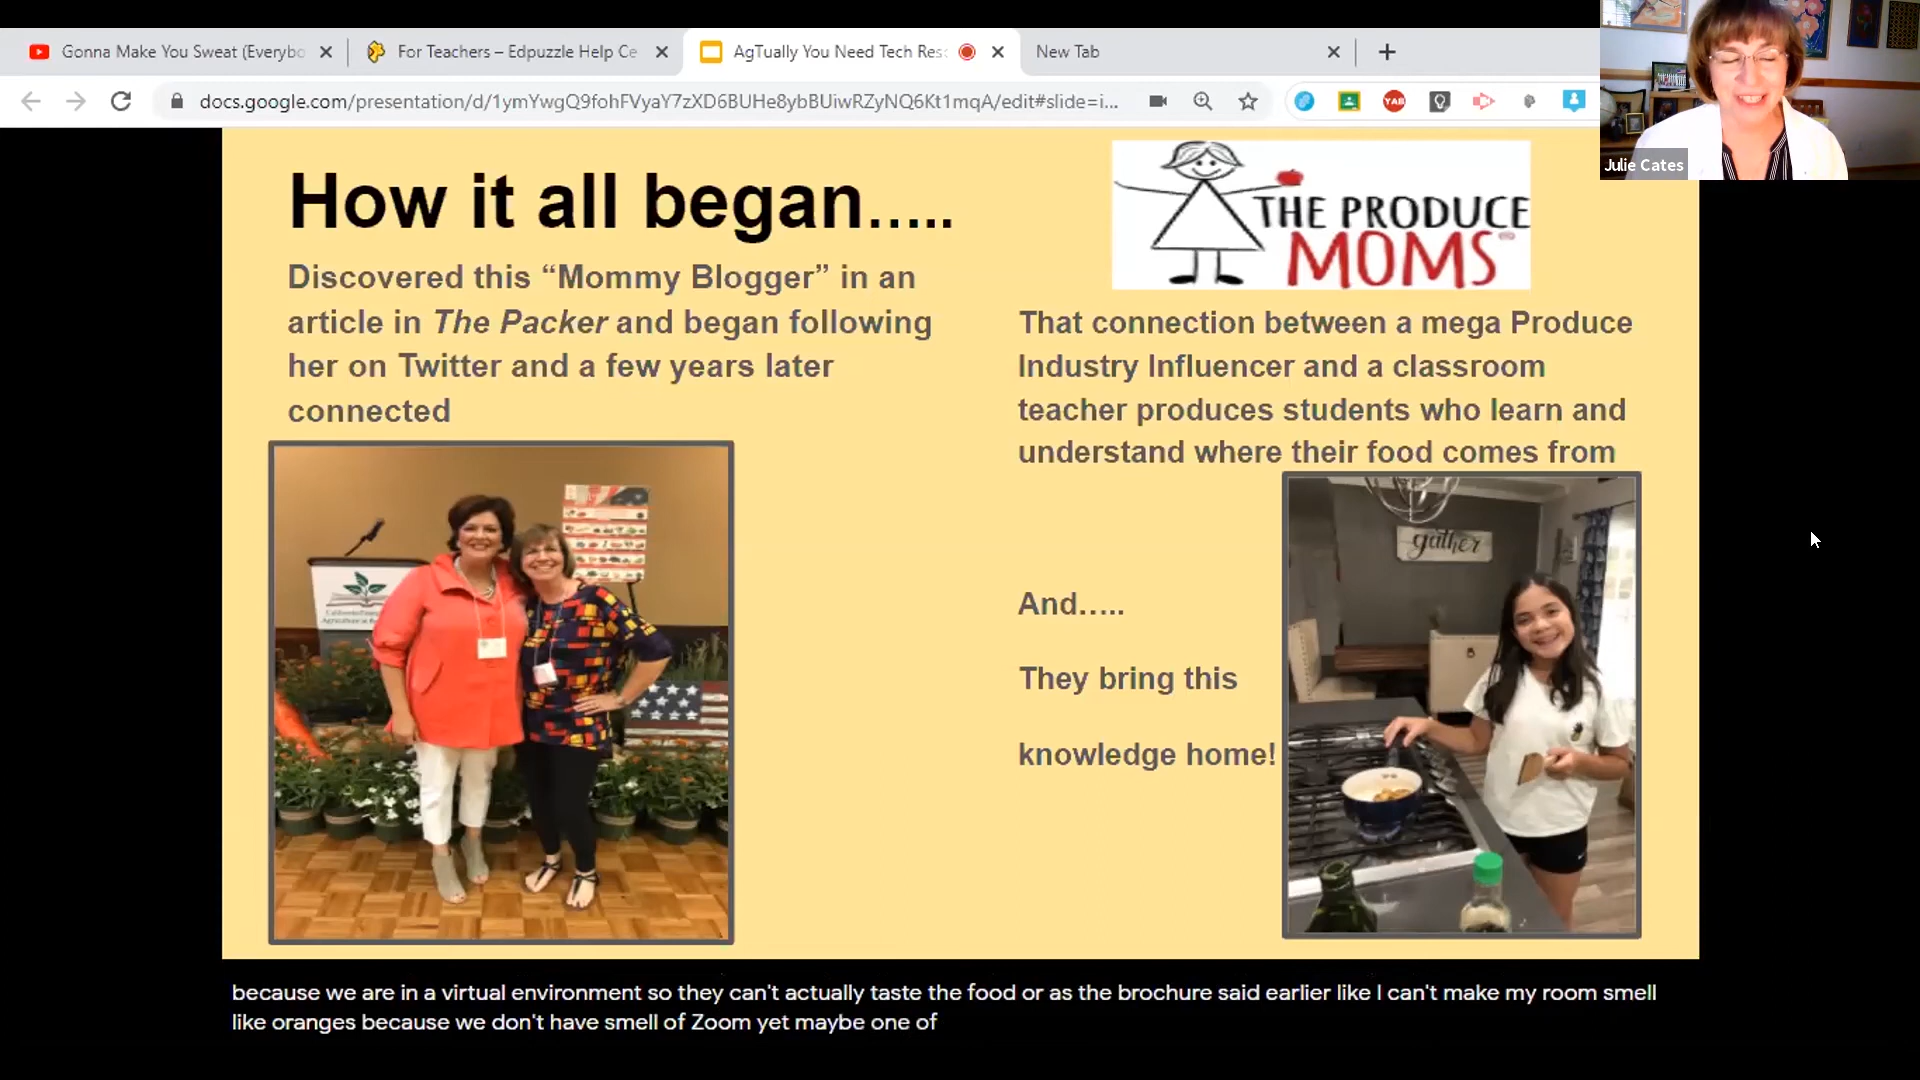 Gonna Make You Sweat (Everybo
For Teachers – Edpuzzle Help Ce
AgTually You Need Tech Res
New Tab
docs.google.com/presentation/d/1ymYwgQ9fohFVyaY7zXD6BUHe8ybBUiwRZyNQ6Kt1mqA/edit#slide=i...
YAB
Julie Cates
How it all began…..
THE PRODUCE
MOMS
Discovered this “Mommy Blogger” in an
article in The Packer and began following
her on Twitter and a few years later
connected
That connection between a mega Produce
Industry Influencer and a classroom
teacher produces students who learn and
understand where their food comes from
gather
And…..
They bring this
knowledge home!
because we are in a virtual environment so they can't actually taste the food or as the brochure said earlier like I can't make my room smell
like oranges because we don't have smell of Zoom yet maybe one of